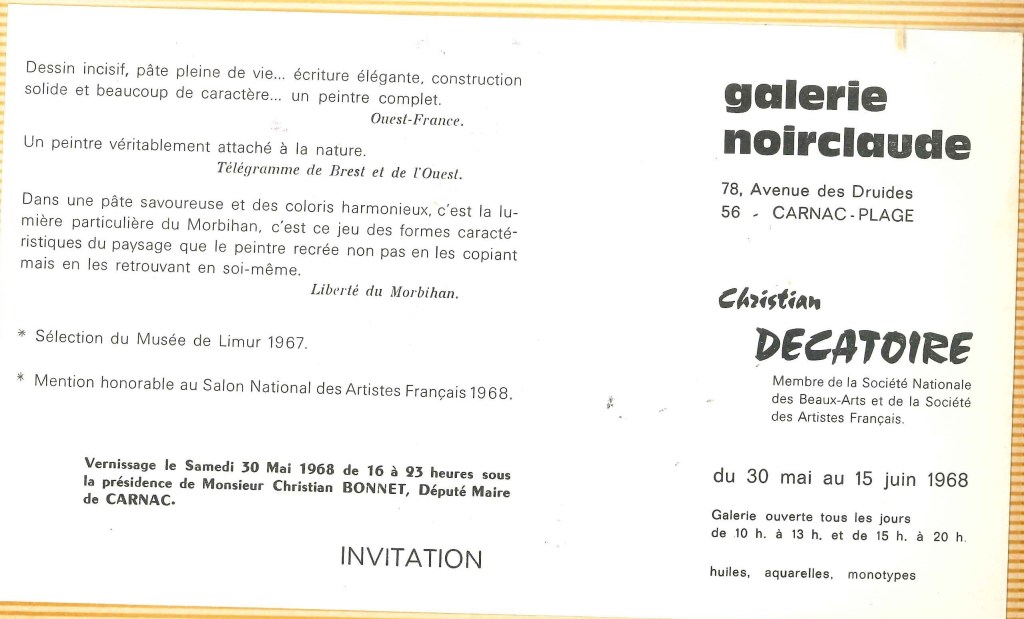 Dessin incisif, pâte pleine de vie... écriture élégante, construction
solide et beaucoup de caractère... un peintre complet.
Ouest-France.
Un peintre véritablement attaché à la nature.
Télégramme de Brest et de l'Ouest.
Dans une pâte savoureuse et des coloris harmonieux, c'est la lu-
mière particulière du Morbihan, c'est ce jeu des formes caracté-
ristiques du paysage que le peintre recrée non pas en les copiant
mais en les retrouvant en soi-même.
Liberté du Morbihan.
* Sélection du Musée de Limur 1967.
* Mention honorable au Salon National des Artistes Français 1968.
Vernissage le Samedi 30 Mai 1968 de 16 à 23 heures sous
la présidence de Monsieur Christian BONNET, Député Maire
de CARNAC.
INVITATION
galerie
noirclaude
78, Avenue des Druides
56 - CARNAC-PLAGE
Christian
DECATOIRE
Membre de la Société Nationale
des Beaux-Arts et de la Société
des Artistes Français.
du 30 mai au 15 juin 1968
Galerie ouverte tous les jours
de 10 h. à 13 h. et de 15 h. à 20 h.
huiles, aquarelles, monotypes